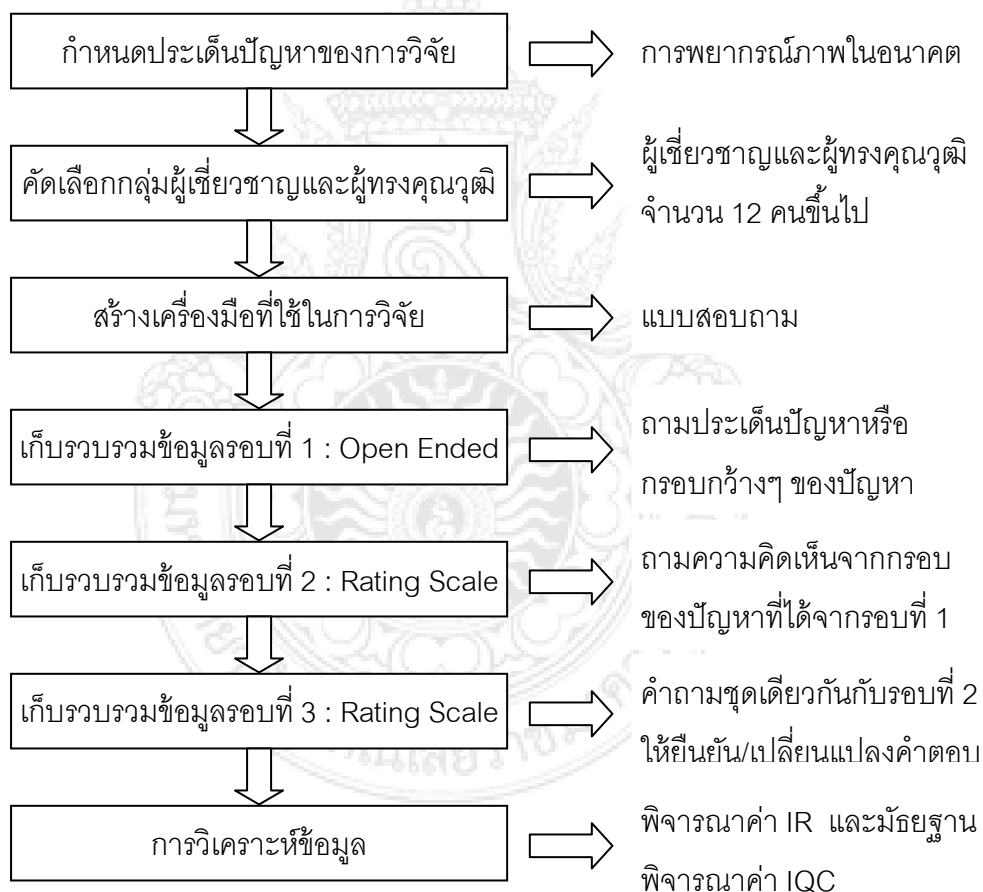 กำหนดประเด็นปัญหาของการวิจัย
การพยากรณ์ภาพในอนาคต
คัดเลือกกลุ่มผู้เชี่ยวชาญและผู้ทรงคุณวุฒิ
ผู้เชี่ยวชาญและผู้ทรงคุณวุฒิ
จำนวน 12 คนขึ้นไป
สร้างเครื่องมือที่ใช้ในการวิจัย
แบบสอบถาม
เก็บรวบรวมข้อมูลรอบที่ 1 : Open Ended
ถามประเด็นปัญหาหรือ
กรอบกว้างๆ ของปัญหา
เก็บรวบรวมข้อมูลรอบที่ 2 : Rating Scale
ถามความคิดเห็นจากกรอบ
ของปัญหาที่ได้จากรอบที่ 1
เก็บรวบรวมข้อมูลรอบที่ 3 : Rating Scale
คำถามชุดเดียวกันกับรอบที่ 2
ให้ยืนยัน/เปลี่ยนแปลงคำตอบ
การวิเคราะห์ข้อมูล
พิจารณาค่า IR และมัธยฐาน
พิจารณาค่า IQC